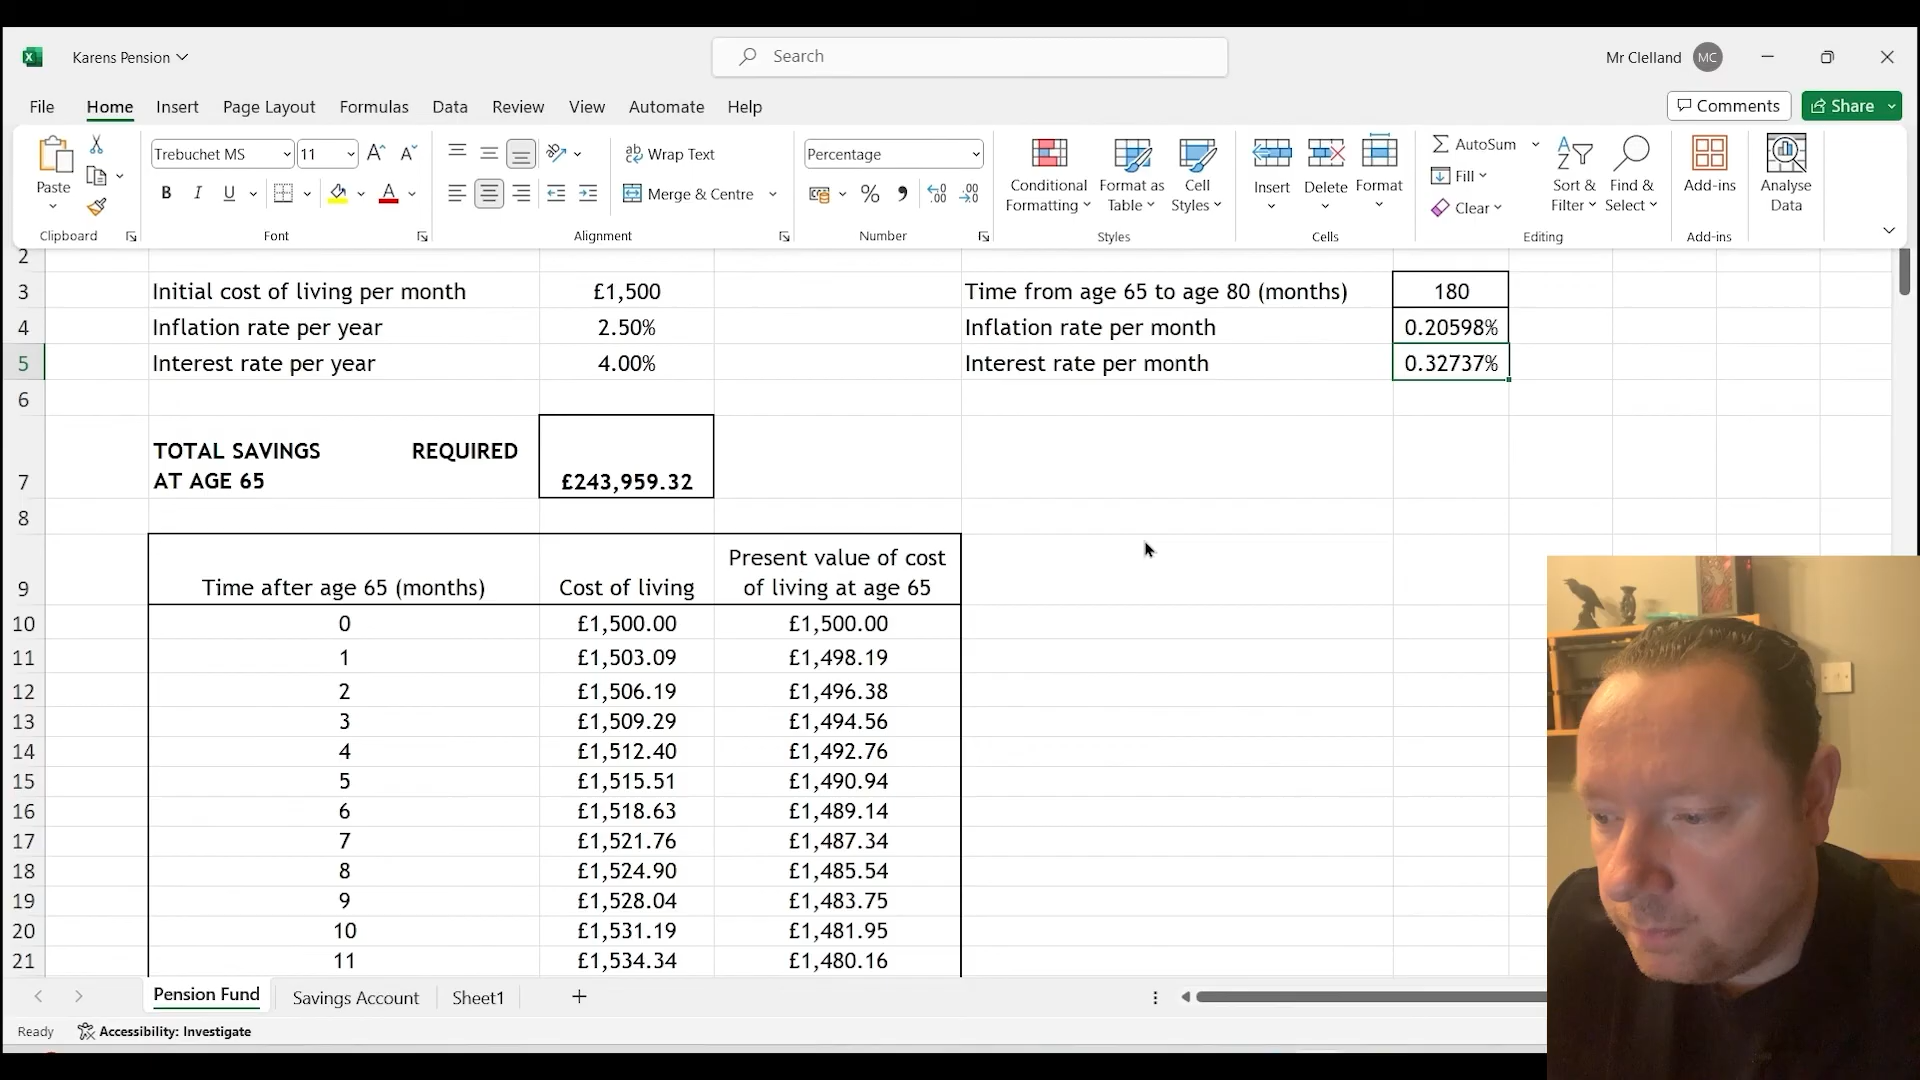 Karens Pension
Search
Mr Clelland MC
File Home Insert Page Layout Formulas Data Review View Automate Help
Comments Share
Paste
Clipboard
Trebuchet MS 11
B I U A
Font
ab Wrap Text
Merge & Centre
Alignment
Percentage
%
Number
Conditional Formatting
Format as Table
Cell Styles
Styles
Insert Delete Format
Cells
AutoSum
Fill
Clear
Sort & Filter
Find & Select
Editing
Add-ins
Add-ins
Analyse Data
2
3 Initial cost of living per month £1,500 Time from age 65 to age 80 (months) 180
4 Inflation rate per year 2.50% Inflation rate per month 0.20598%
5 Interest rate per year 4.00% Interest rate per month 0.32737%
6
TOTAL SAVINGS REQUIRED
7 AT AGE 65 £243,959.32
8
Present value of cost
9 Time after age 65 (months) Cost of living of living at age 65
10 0 £1,500.00 £1,500.00
11 1 £1,503.09 £1,498.19
12 2 £1,506.19 £1,496.38
13 3 £1,509.29 £1,494.56
14 4 £1,512.40 £1,492.76
15 5 £1,515.51 £1,490.94
16 6 £1,518.63 £1,489.14
17 7 £1,521.76 £1,487.34
18 8 £1,524.90 £1,485.54
19 9 £1,528.04 £1,483.75
20 10 £1,531.19 £1,481.95
21 11 £1,534.34 £1,480.16
Pension Fund Savings Account Sheet1
Ready Accessibility: Investigate